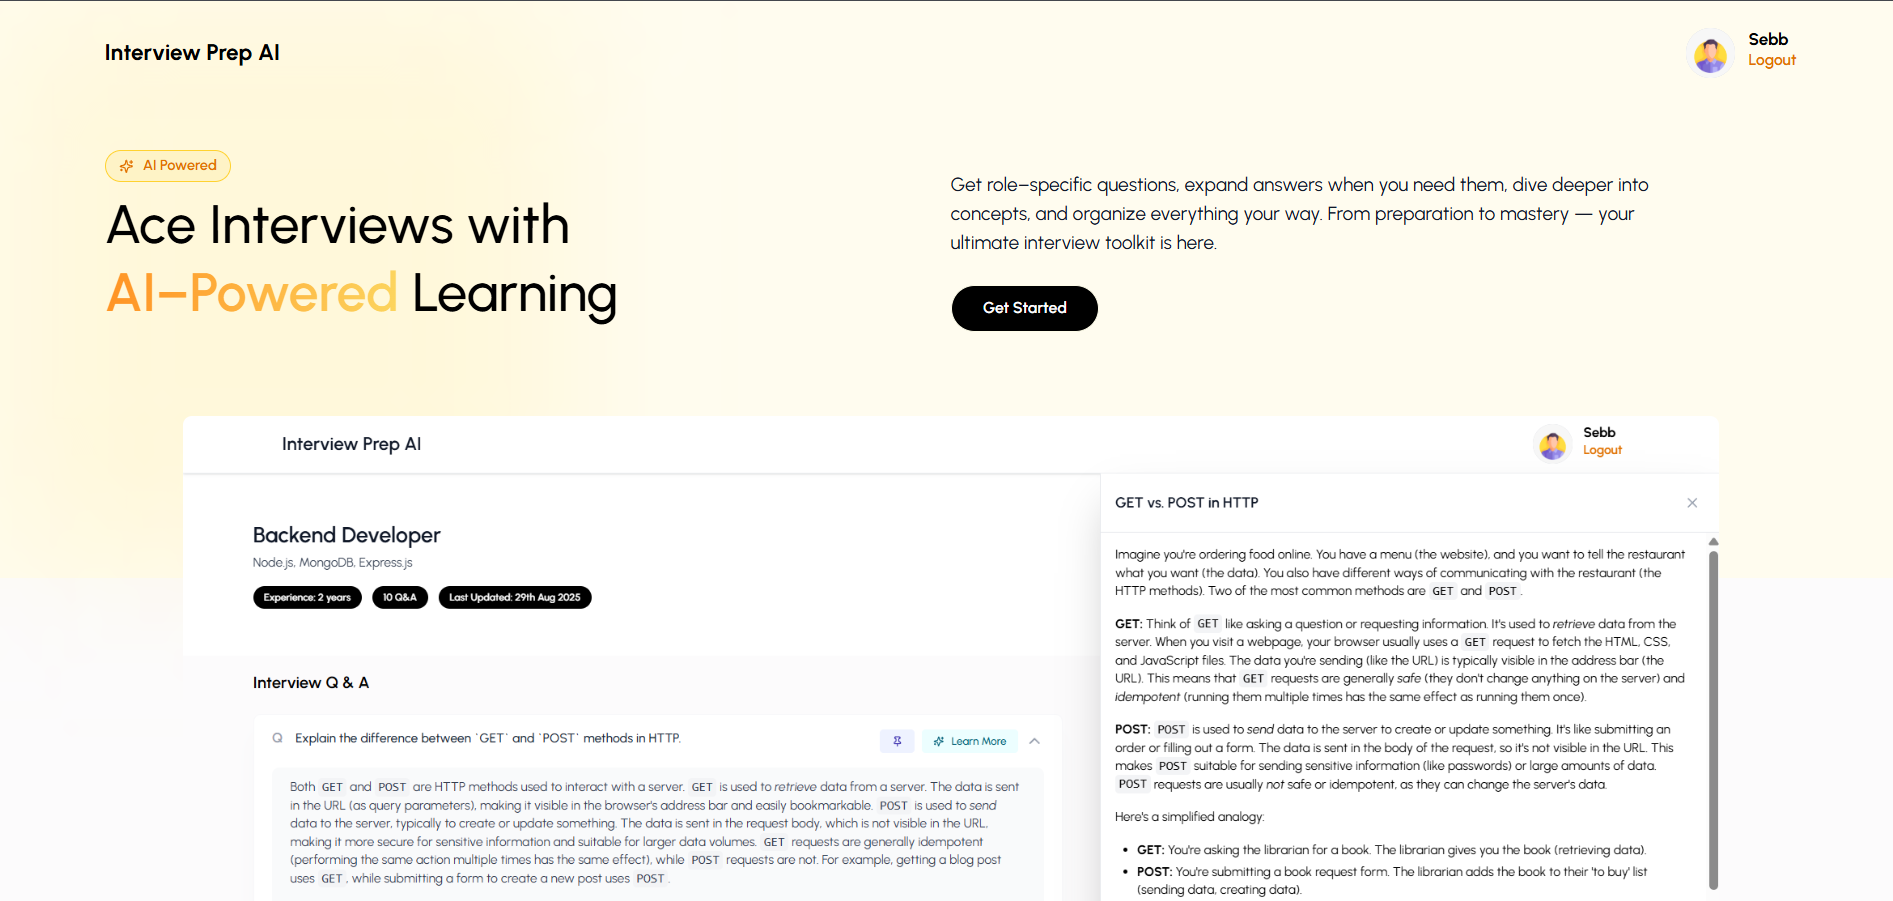 Interview Prep AI
Sebb
Logout
AI Powered
Ace Interviews with
AI-Powered Learning
Get role-specific questions, expand answers when you need them, dive deeper into
concepts, and organize everything your way. From preparation to mastery — your
ultimate interview toolkit is here.
Get Started
Interview Prep AI
Sebb
Logout
Backend Developer
Node.js, MongoDB, Express.js
Experience: 2 years
10 Q&A
Last Updated: 29th Aug 2025
Interview Q & A
Q Explain the difference between `GET` and `POST` methods in HTTP.
Learn More
Both GET and POST are HTTP methods used to interact with a server. GET is used to retrieve data from a server. The data is sent
in the URL (as query parameters), making it visible in the browser's address bar and easily bookmarkable. POST is used to send
data to the server, typically to create or update something. The data is sent in the request body, which is not visible in the URL,
making it more secure for sensitive information and suitable for larger data volumes. GET requests are generally idempotent
(performing the same action multiple times has the same effect), while POST requests are not. For example, getting a blog post
uses GET, while submitting a form to create a new post uses POST.
GET vs. POST in HTTP
Imagine you're ordering food online. You have a menu (the website), and you want to tell the restaurant
what you want (the data). You also have different ways of communicating with the restaurant (the
HTTP methods). Two of the most common methods are GET and POST.
GET: Think of GET like asking a question or requesting information. It's used to retrieve data from the
server. When you visit a webpage, your browser usually uses a GET request to fetch the HTML, CSS,
and JavaScript files. The data you're sending (like the URL) is typically visible in the address bar (the
URL). This means that GET requests are generally safe (they don't change anything on the server) and
idempotent (running them multiple times has the same effect as running them once).
POST: POST is used to send data to the server to create or update something. It's like submitting an
order or filling out a form. The data is sent in the body of the request, so it's not visible in the URL. This
makes POST suitable for sending sensitive information (like passwords) or large amounts of data.
POST requests are usually not safe or idempotent, as they can change the server's data.
Here's a simplified analogy:
• GET: You're asking the librarian for a book. The librarian gives you the book (retrieving data).
• POST: You're submitting a book request form. The librarian adds the book to their 'to buy' list
(sending data, creating data).